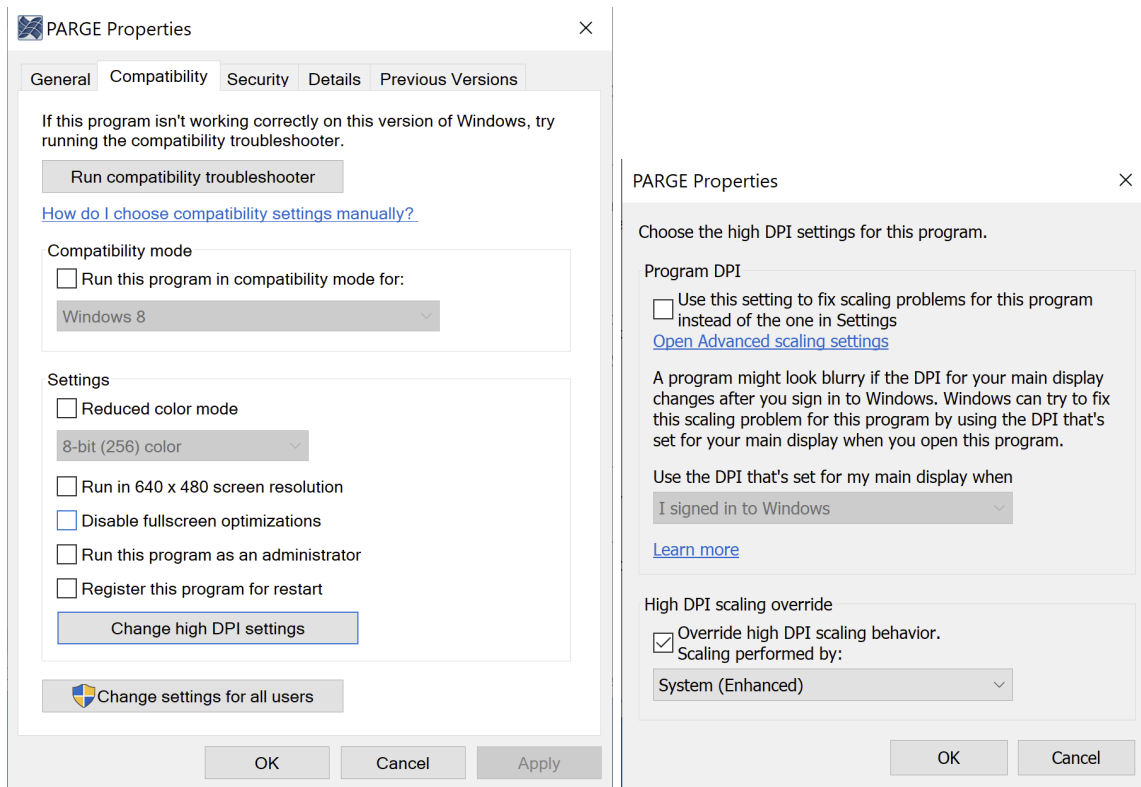 PARGE Properties
General
Compatibility
Security
Details
Previous Versions
If this program isn't working correctly on this version of Windows, try
running the compatibility troubleshooter.
Run compatibility troubleshooter
How do I choose compatibility settings manually?
Compatibility mode
Run this program in compatibility mode for:
Windows 8
Settings
Reduced color mode
8-bit (256) color
Run in 640 x 480 screen resolution
Disable fullscreen optimizations
Run this program as an administrator
Register this program for restart
Change high DPI settings
Change settings for all users
OK
Cancel
Apply
PARGE Properties
Choose the high DPI settings for this program.
Program DPI
Use this setting to fix scaling problems for this program
instead of the one in Settings
Open Advanced scaling settings
A program might look blurry if the DPI for your main display
changes after you sign in to Windows. Windows can try to fix
this scaling problem for this program by using the DPI that's
set for your main display when you open this program.
Use the DPI that's set for my main display when
I signed in to Windows
Learn more
High DPI scaling override
Override high DPI scaling behavior.
Scaling performed by:
System (Enhanced)
OK
Cancel